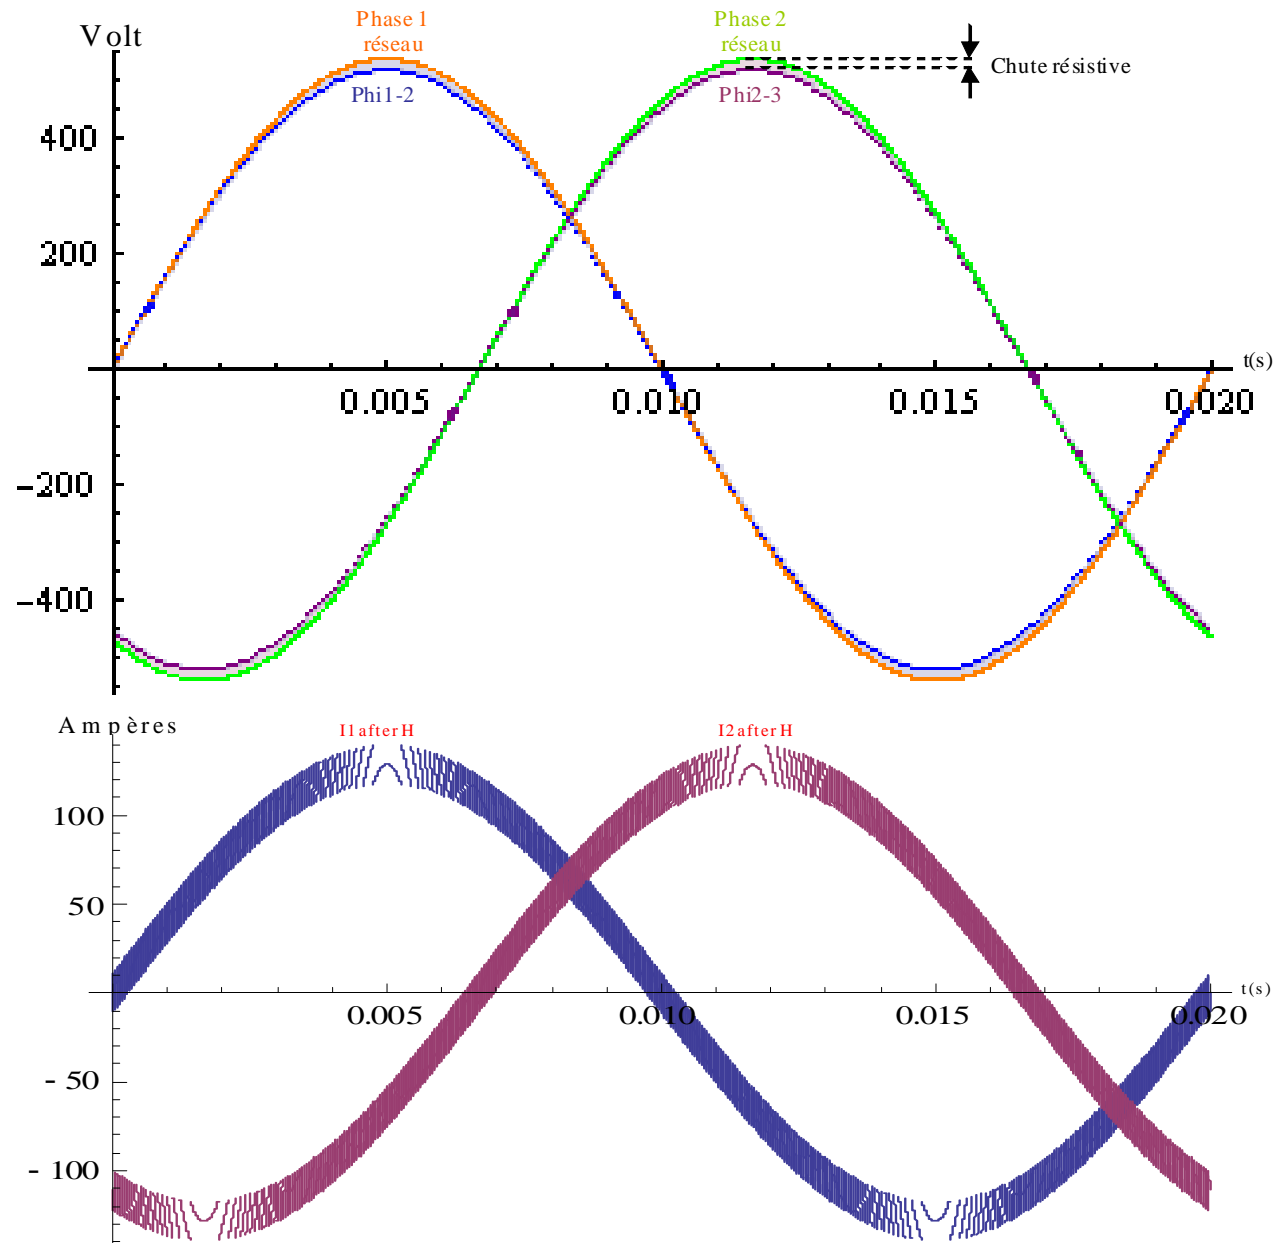 Phase 1
réseau
Phase 2
réseau
Volt
Chute résistive
Phi1-2
Phi2-3
400
200
t(s)
0.005
0.010
0.015
0.020
-200
-400
Ampères
I1 after H
I2 after H
100
50
t(s)
0.005
0.010
0.015
0.020
- 50
- 100